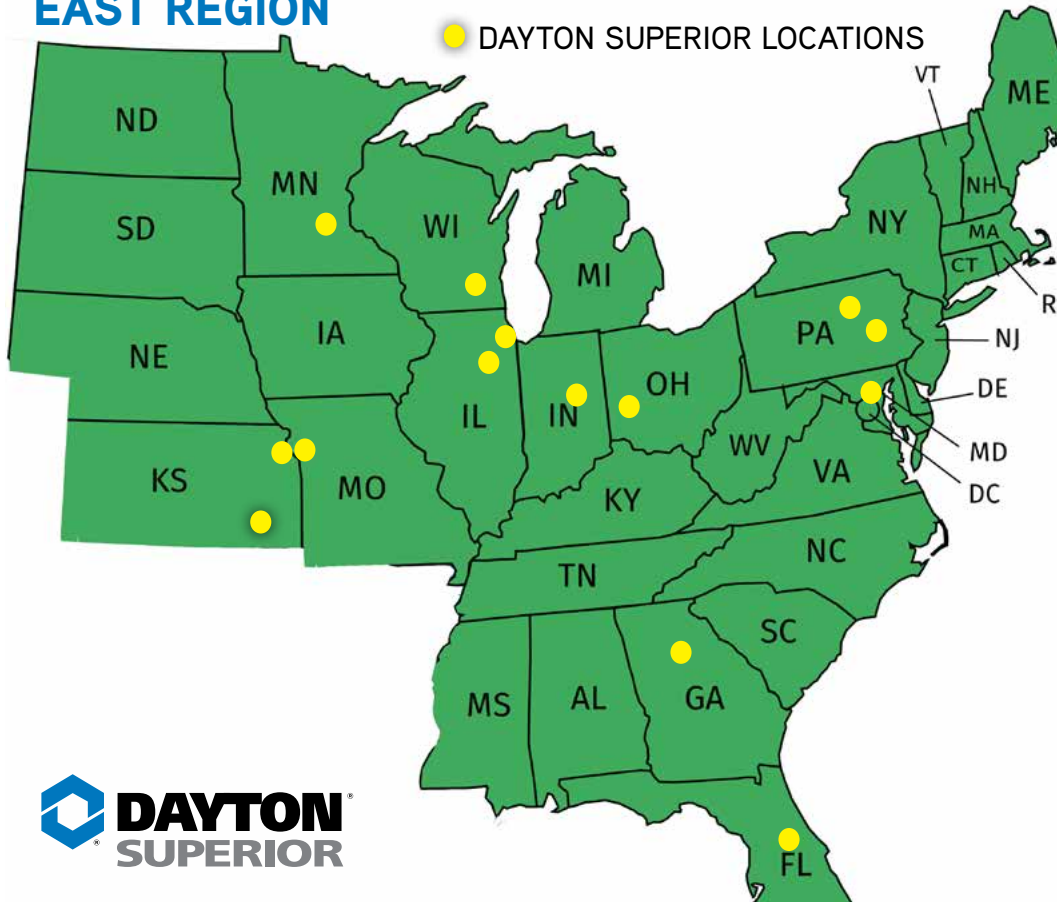 EAST REGION
DAYTON SUPERIOR LOCATIONS
VT
ME
ND
MN
NH
WI
NY
SD
MA
CT
MI
R
IA
PA
NJ
NE
OH
DE
IL
IN
WV
MD
VA
KS
MO
DC
KY
NC
TN
SC
MS
AL
GA
DAYTON®
SUPERIOR
®
FL